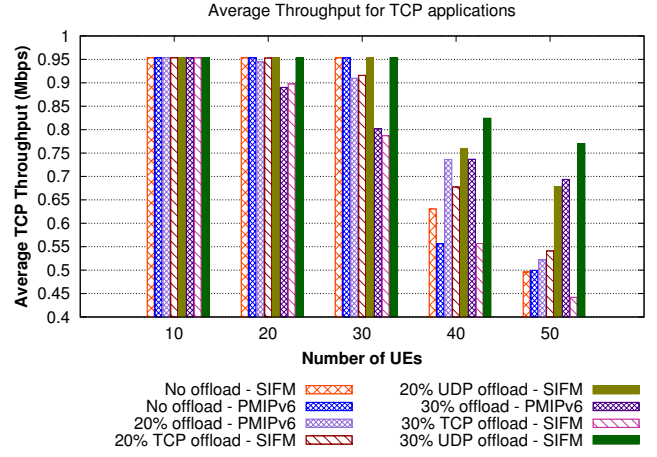 Average Throughput for TCP applications
Average TCP Throughput (Mbps)
1
0.95
0.9
0.85
0.8
0.75
0.7
0.65
0.6
0.55
0.5
0.45
0.4
10 20 30 40 50
Number of UEs
No offload - SIFM
No offload - PMIPv6
20% offload - PMIPv6
20% TCP offload - SIFM
20% UDP offload - SIFM
30% offload - PMIPv6
30% TCP offload - SIFM
30% UDP offload - SIFM